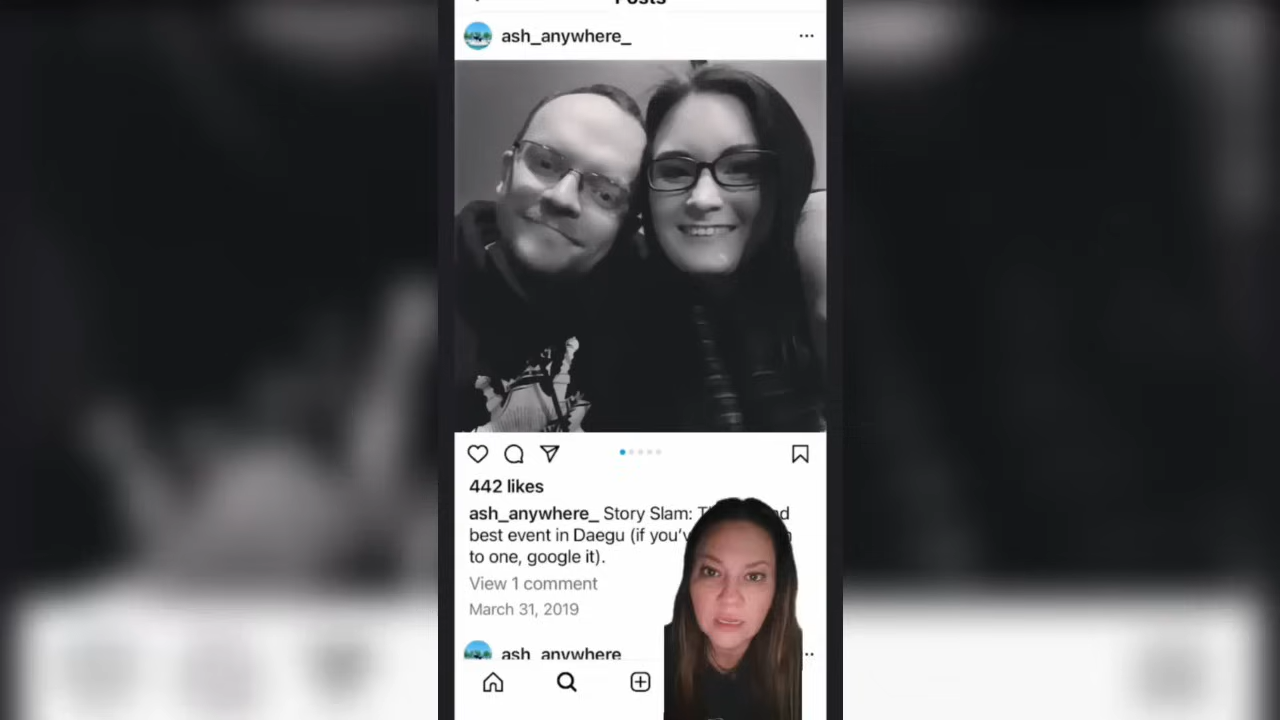 Posts
ash_anywhere_
442 likes
ash_anywhere_ Story Slam:
best event in Daegu (if
to one, google it).
View 1 comment
March 31, 2019
ash_anywhere